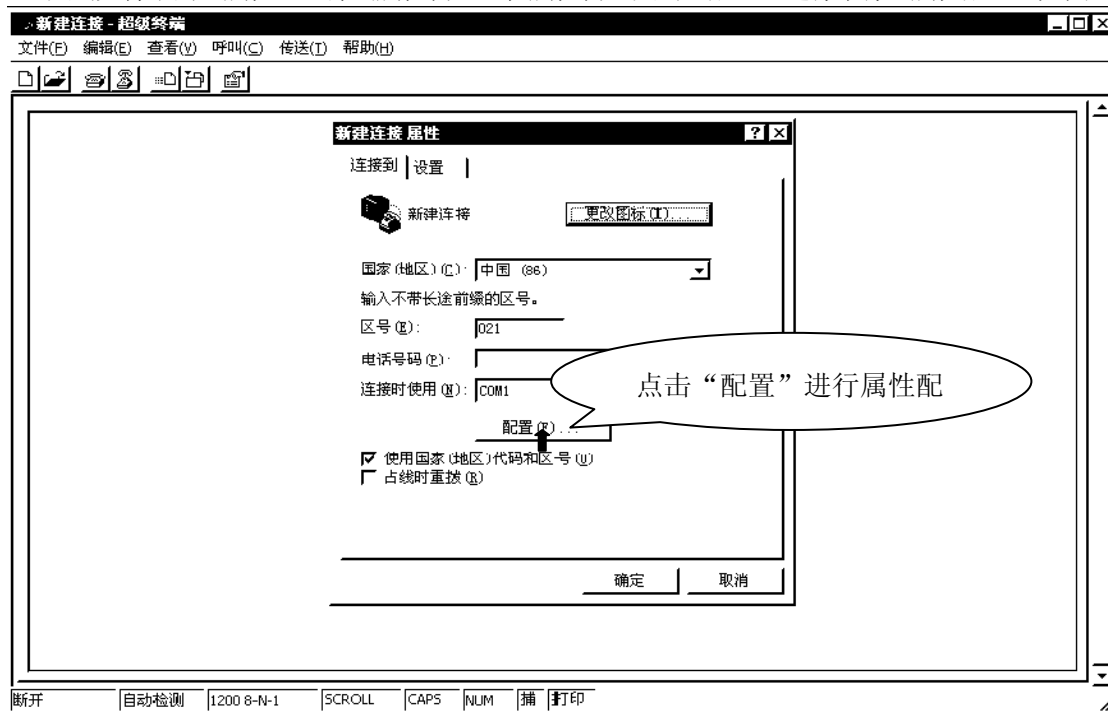 新建连接 - 超级终端
文件(F) 编辑(E) 查看(V) 呼叫(C) 传送(T) 帮助(H)
新建连接 属性
连接到 设置
新建连接 更改图标(I)...
国家(地区)(C): 中国 (86)
输入不带长途前缀的区号。
区号(E): 021
电话号码(P):
连接时使用(N): COM1
点击“配置”进行属性配
配置(F)...
使用国家(地区)代码和区号(U)
占线时重拨(R)
确定 取消
断开 自动检测 1200 8-N-1 SCROLL CAPS NUM 捕 打印